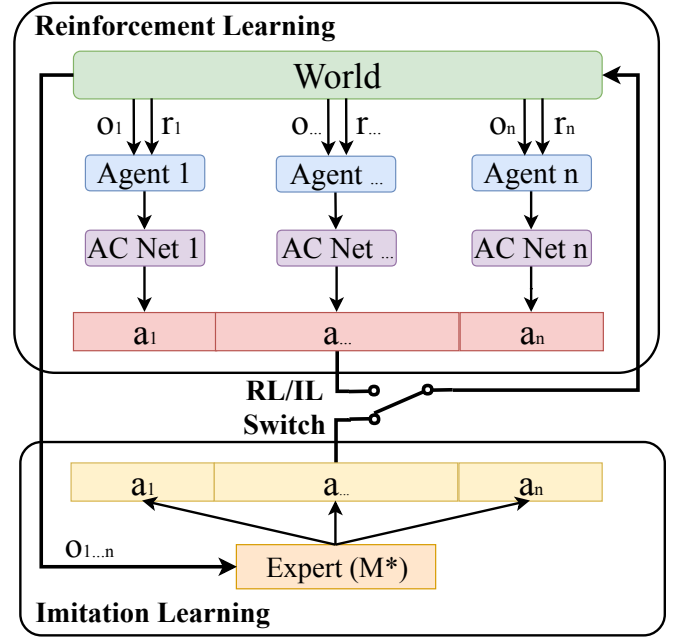 Reinforcement Learning
World
o1 r1 o... r... on rn
Agent 1 Agent ... Agent n
AC Net 1 AC Net ... AC Net n
a1 a... an
RL/IL
Switch
a1 a... an
o1...n
Expert (M*)
Imitation Learning